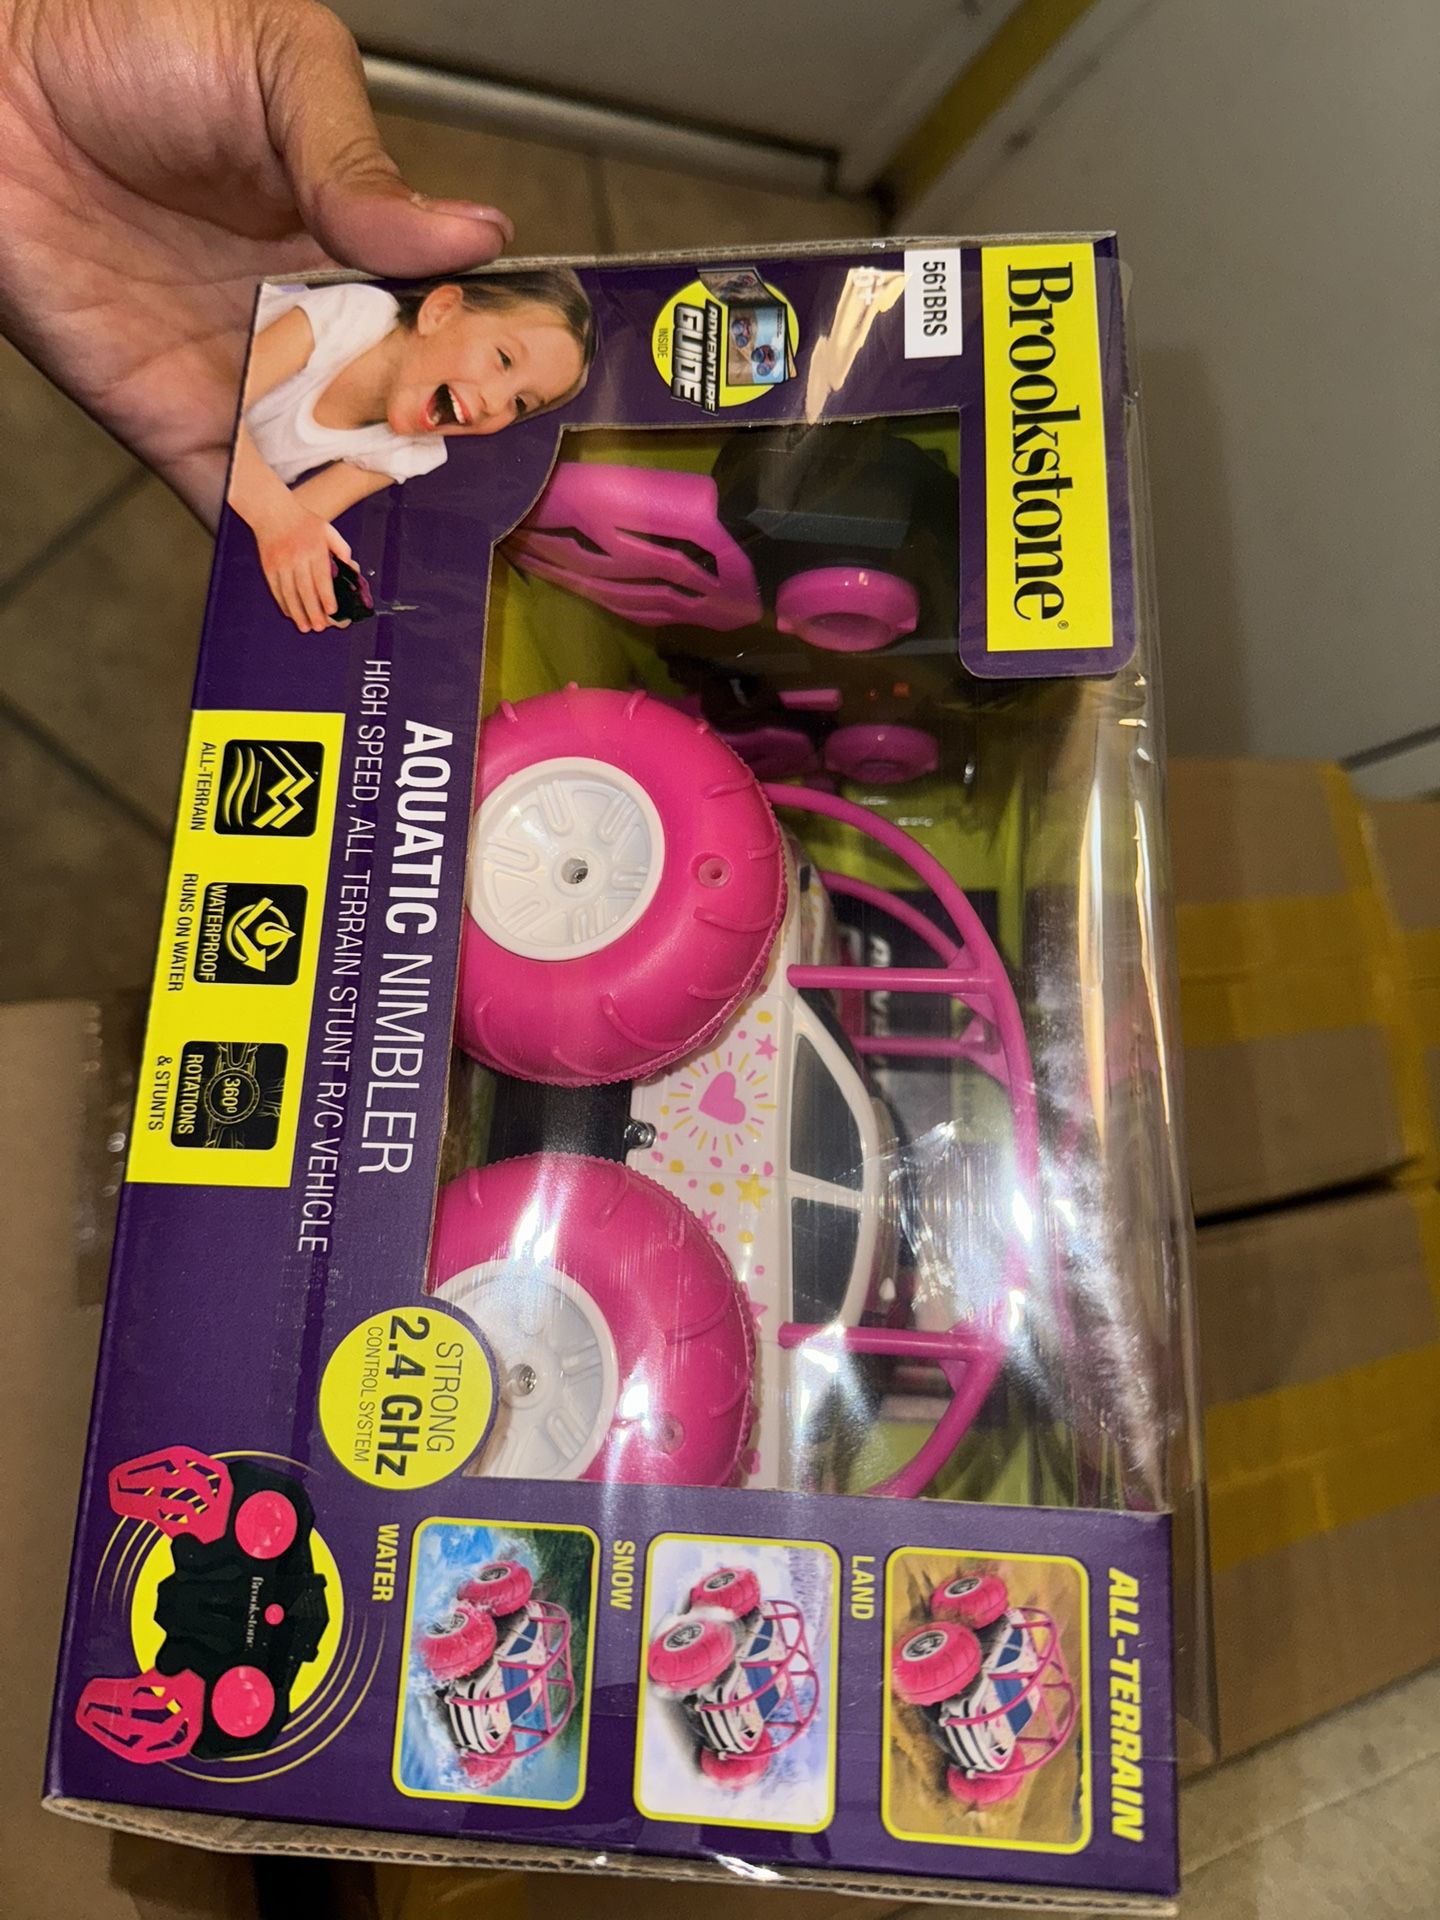 Brookstone®
561BRS
6+
ADVENTURE
GUIDE
INSIDE
AQUATIC NIMBLER
HIGH SPEED, ALL TERRAIN STUNT R/C VEHICLE
ALL-TERRAIN
WATERPROOF
RUNS ON WATER
360°
ROTATIONS
& STUNTS
STRONG
2.4 GHz
CONTROL SYSTEM
ALL-TERRAIN
LAND
SNOW
WATER
Brookstone